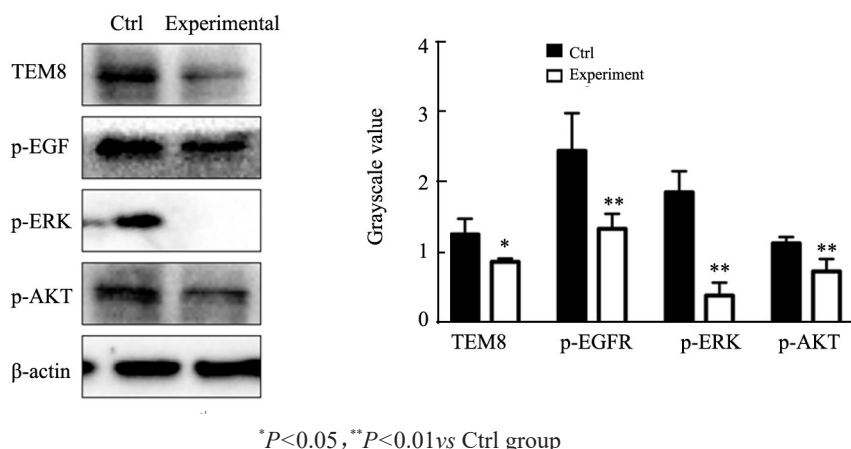 Ctrl Experimental
TEM8
p-EGF
p-ERK
p-AKT
β-actin
Grayscale value
4
3
2
1
0
Ctrl
Experiment
*
**
**
**
TEM8 p-EGFR p-ERK p-AKT
*P<0.05,**P<0.01vs Ctrl group